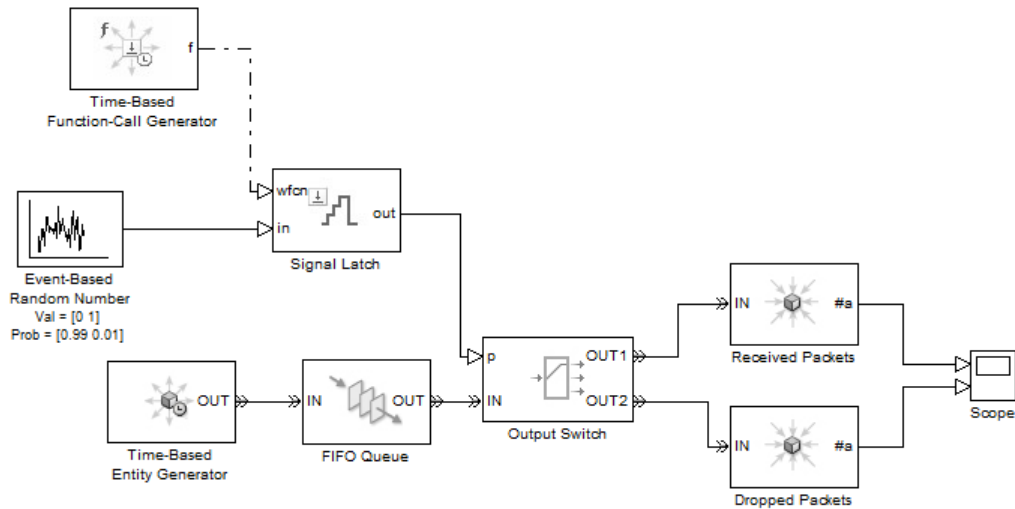 f
f
Time-Based
Function-Call Generator
wfcn
in
out
Signal Latch
Event-Based
Random Number
Val = [0 1]
Prob = [0.99 0.01]
OUT
Time-Based
Entity Generator
IN
OUT
FIFO Queue
p
IN
OUT1
OUT2
Output Switch
IN
#a
Received Packets
IN
#a
Dropped Packets
Scope